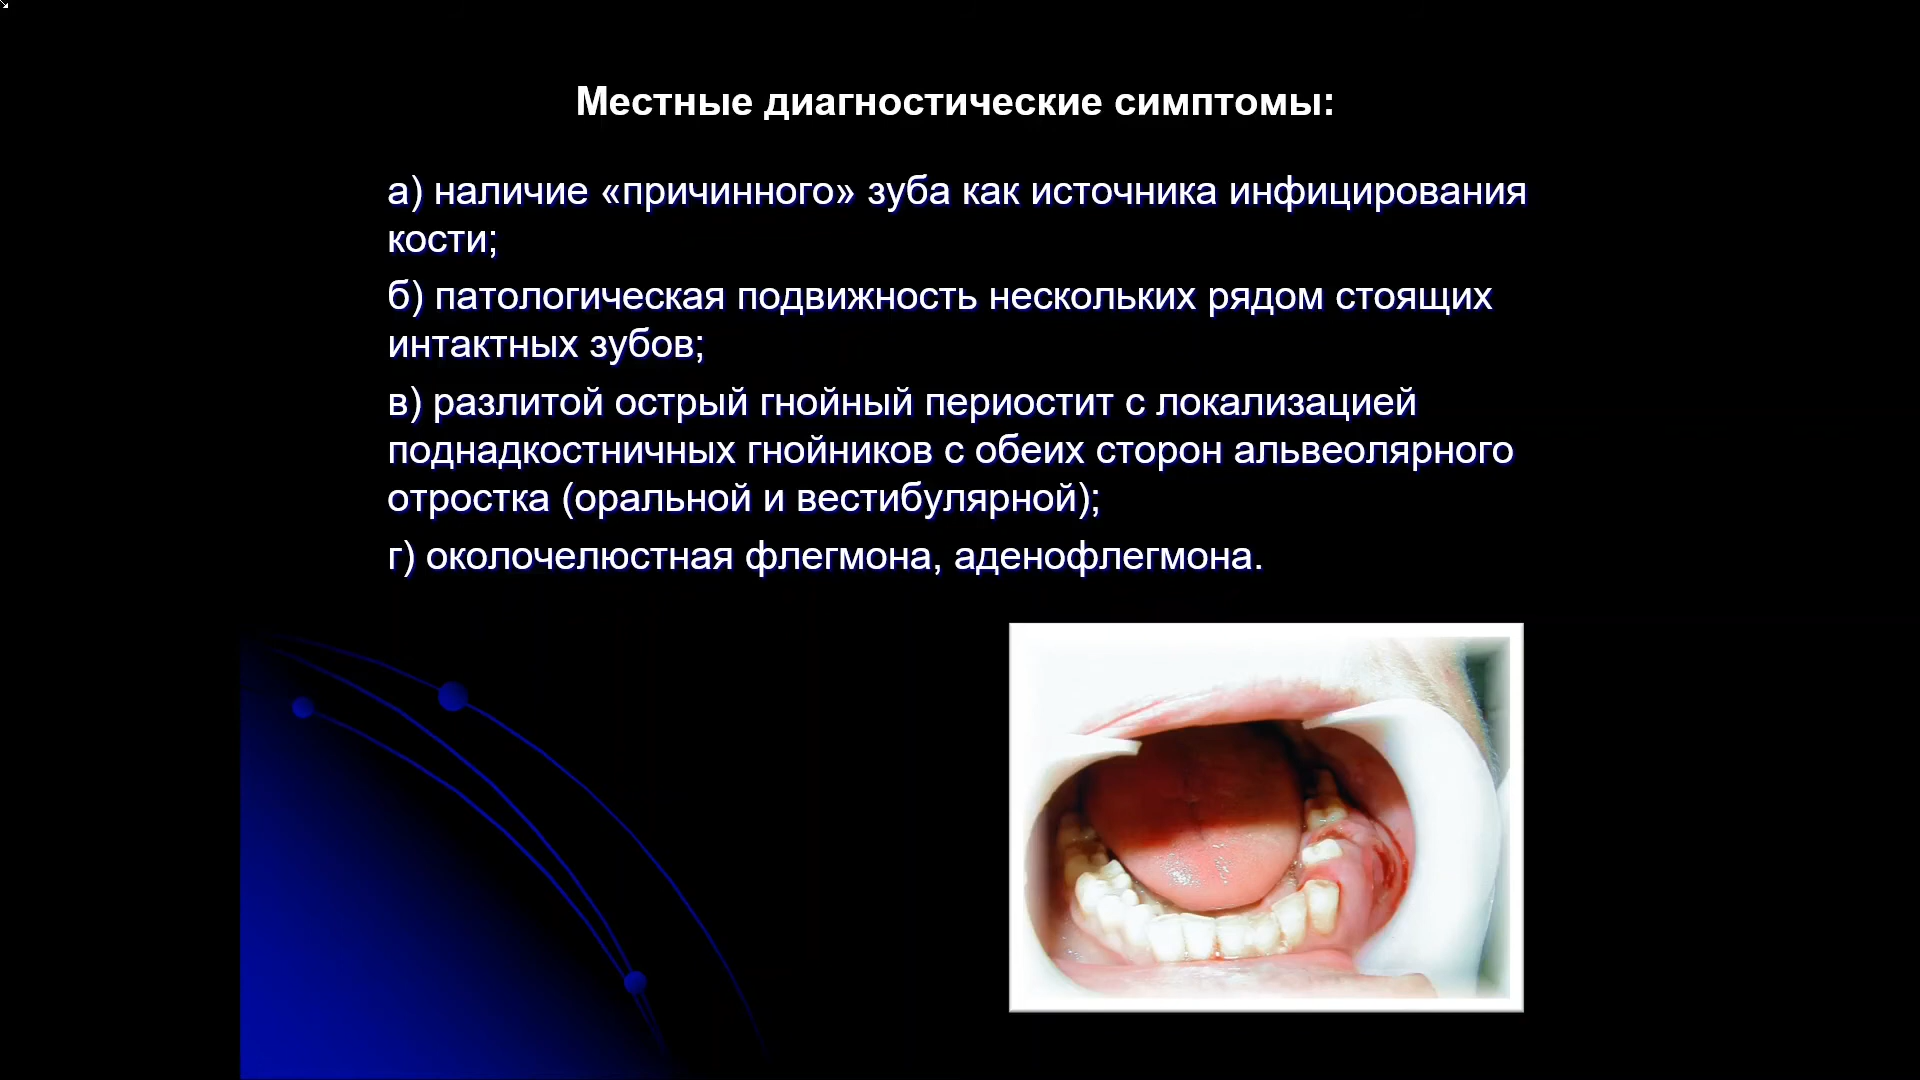 Местные диагностические симптомы:
а) наличие «причинного» зуба как источника инфицирования
кости;
б) патологическая подвижность нескольких рядом стоящих
интактных зубов;
в) разлитой острый гнойный периостит с локализацией
поднадкостничных гнойников с обеих сторон альвеолярного
отростка (оральной и вестибулярной);
г) околочелюстная флегмона, аденофлегмона.